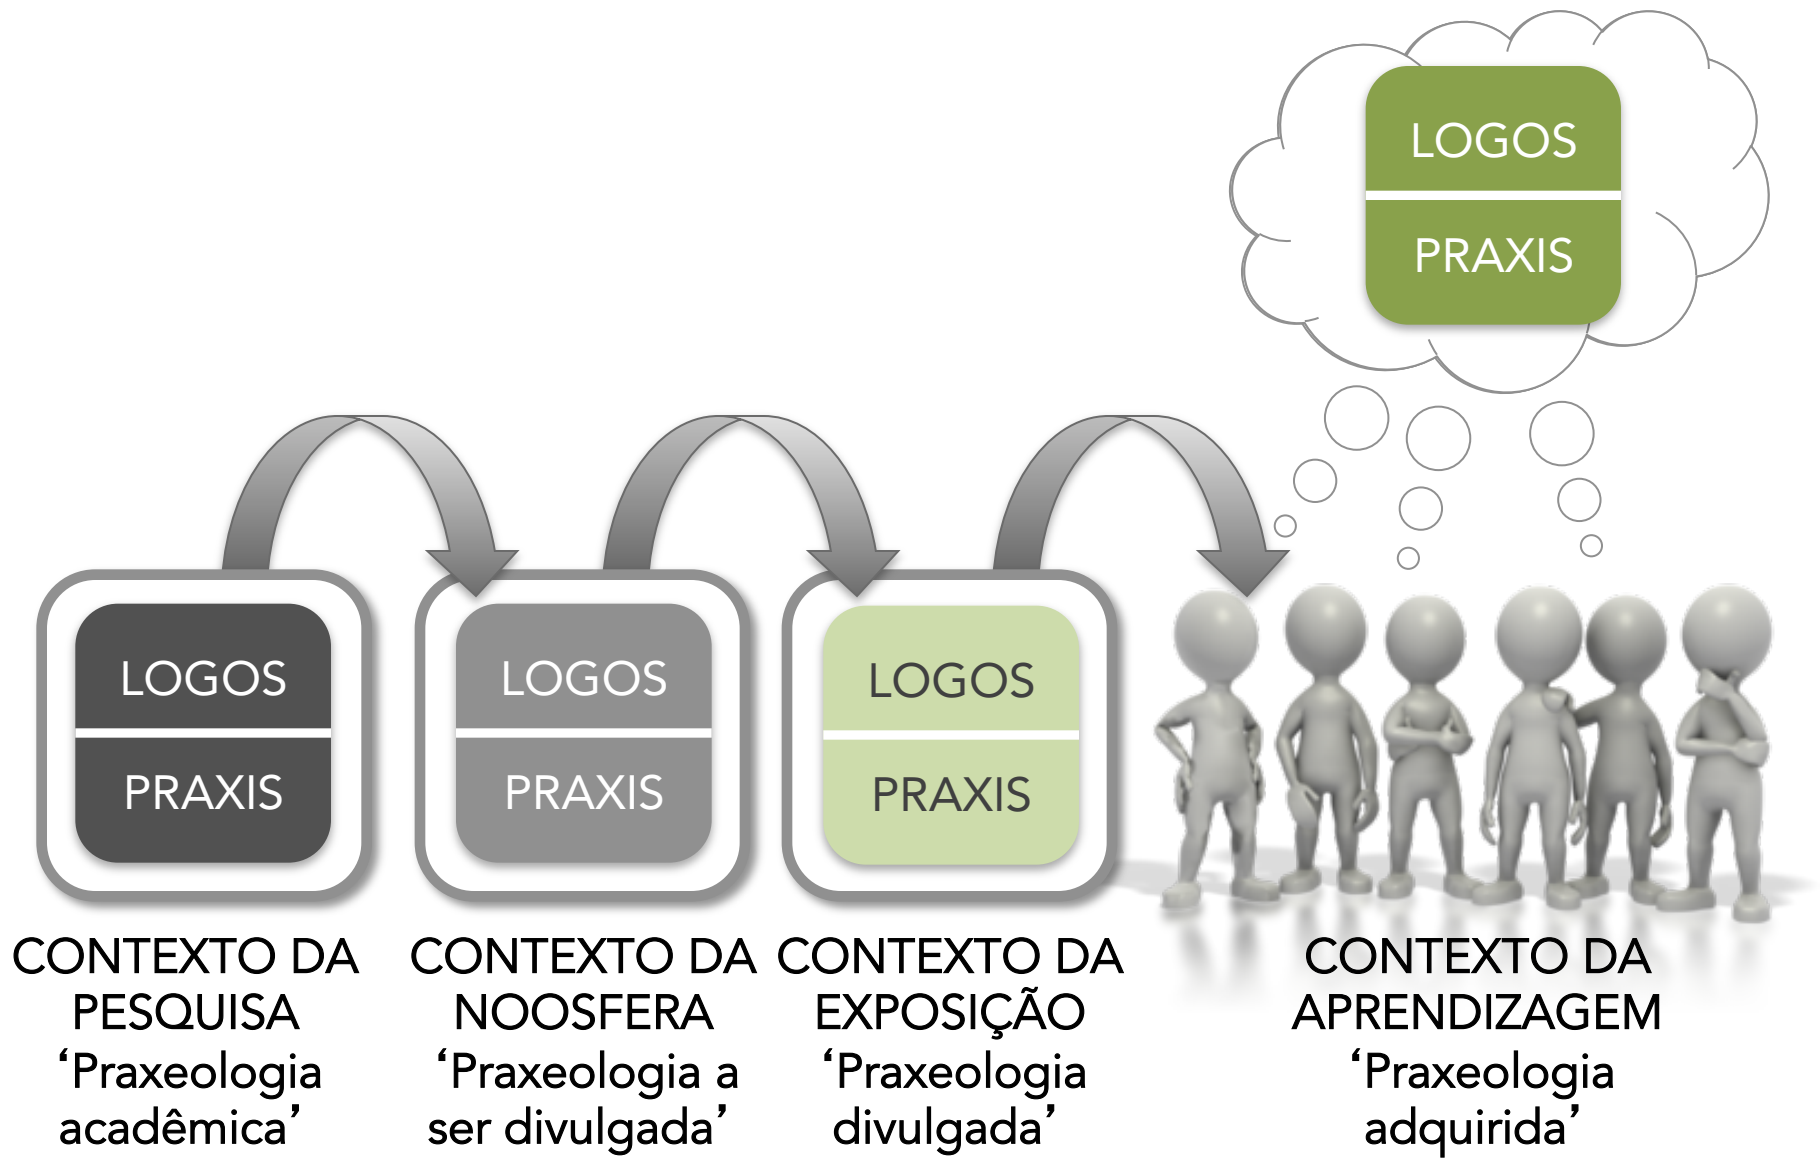 LOGOS
PRAXIS
LOGOS
PRAXIS
LOGOS
PRAXIS
LOGOS
PRAXIS
CONTEXTO DA
PESQUISA
‘Praxeologia
acadêmica’
CONTEXTO DA
NOOSFERA
‘Praxeologia a
ser divulgada’
CONTEXTO DA
EXPOSIÇÃO
‘Praxeologia
divulgada’
CONTEXTO DA
APRENDIZAGEM
‘Praxeologia
adquirida’